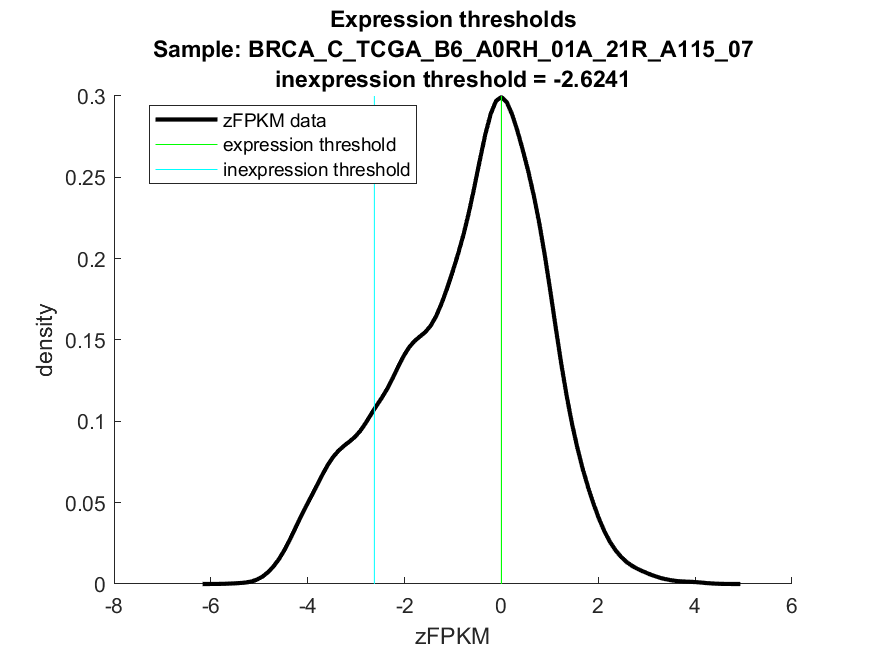 Expression thresholds
Sample: BRCA_C_TCGA_B6_A0RH_01A_21R_A115_07
inexpression threshold = -2.6241
zFPKM data
expression threshold
inexpression threshold
0.3
0.25
0.2
0.15
0.1
0.05
0
density
-8 -6 -4 -2 0 2 4 6
zFPKM